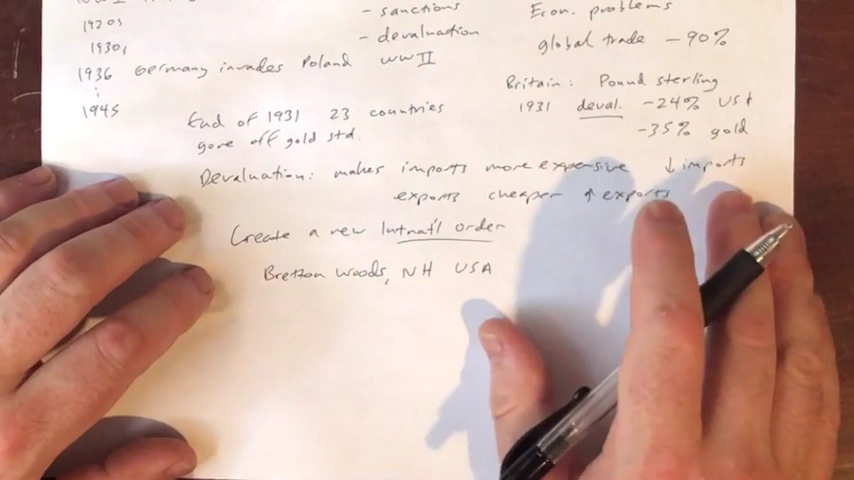 - sanctions
Econ. problems
1920s
- devaluation
1930s
global trade -90%
1936 Germany invades Poland WWII
1945
Britain: Pound sterling
1931 deval. -24% US$
-35% gold
End of 1931 23 countries
gone off gold std.
Devaluation: makes imports more expensive ↓ imports
exports cheaper ↑ exports
Create a new Intnat'l order
Bretton Woods, NH USA